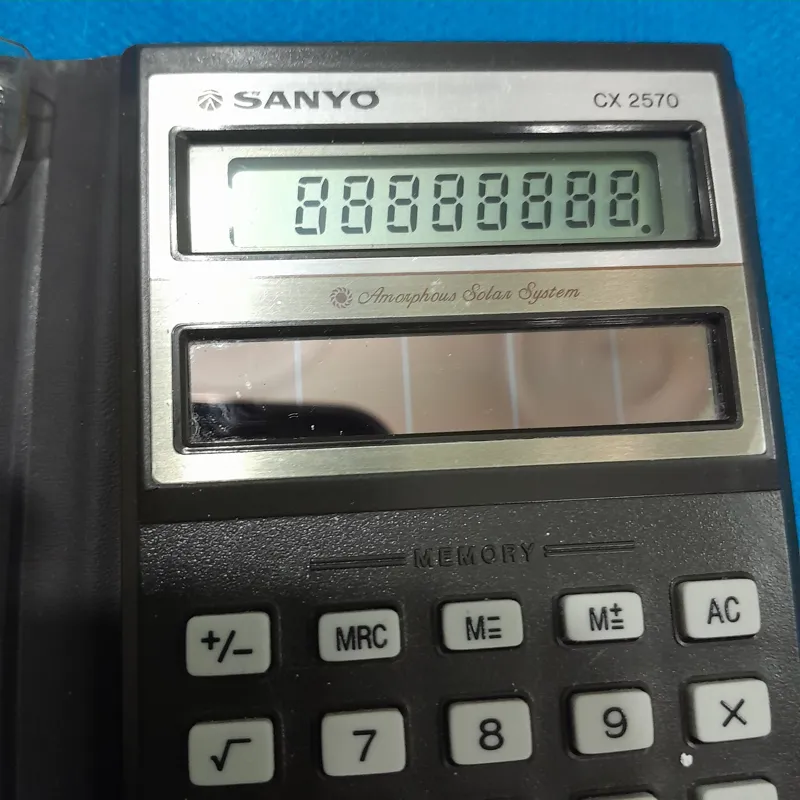 SANYO CX 2570
88888888.
Amorphous Solar System
MEMORY
+/− MRC M= M± AC
√ 7 8 9 ×